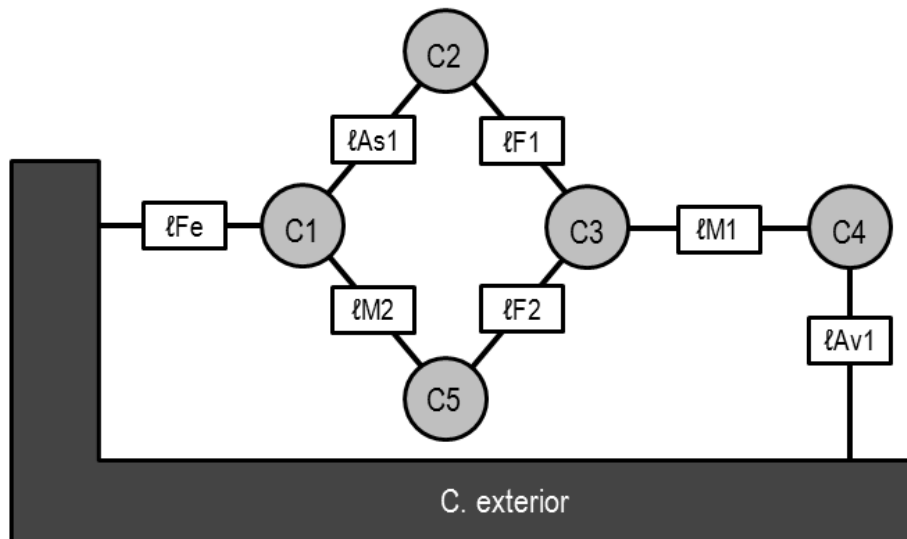 C2
ℓAs1
ℓF1
ℓFe
C1
C3
ℓM1
C4
ℓM2
ℓF2
ℓAv1
C5
C. exterior